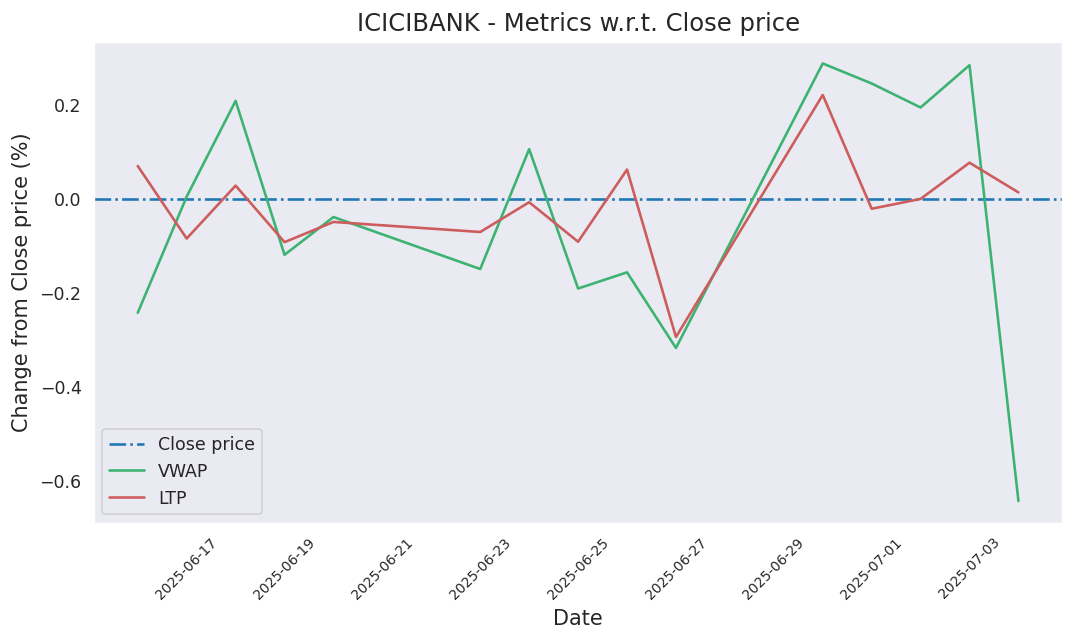 ICICIBANK - Metrics w.r.t. Close price
Change from Close price (%)
0.2
0.0
−0.2
−0.4
−0.6
Close price
VWAP
LTP
2025-06-17
2025-06-19
2025-06-21
2025-06-23
2025-06-25
2025-06-27
2025-06-29
2025-07-01
2025-07-03
Date